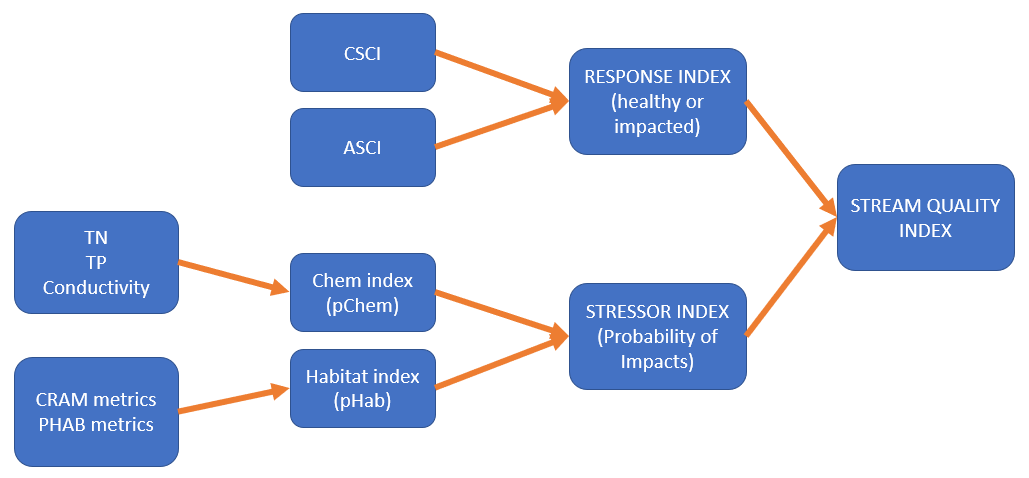 CSCI
ASCI
RESPONSE INDEX
(healthy or
impacted)
STREAM QUALITY
INDEX
TN
TP
Conductivity
Chem index
(pChem)
STRESSOR INDEX
(Probability of
Impacts)
CRAM metrics
PHAB metrics
Habitat index
(pHab)